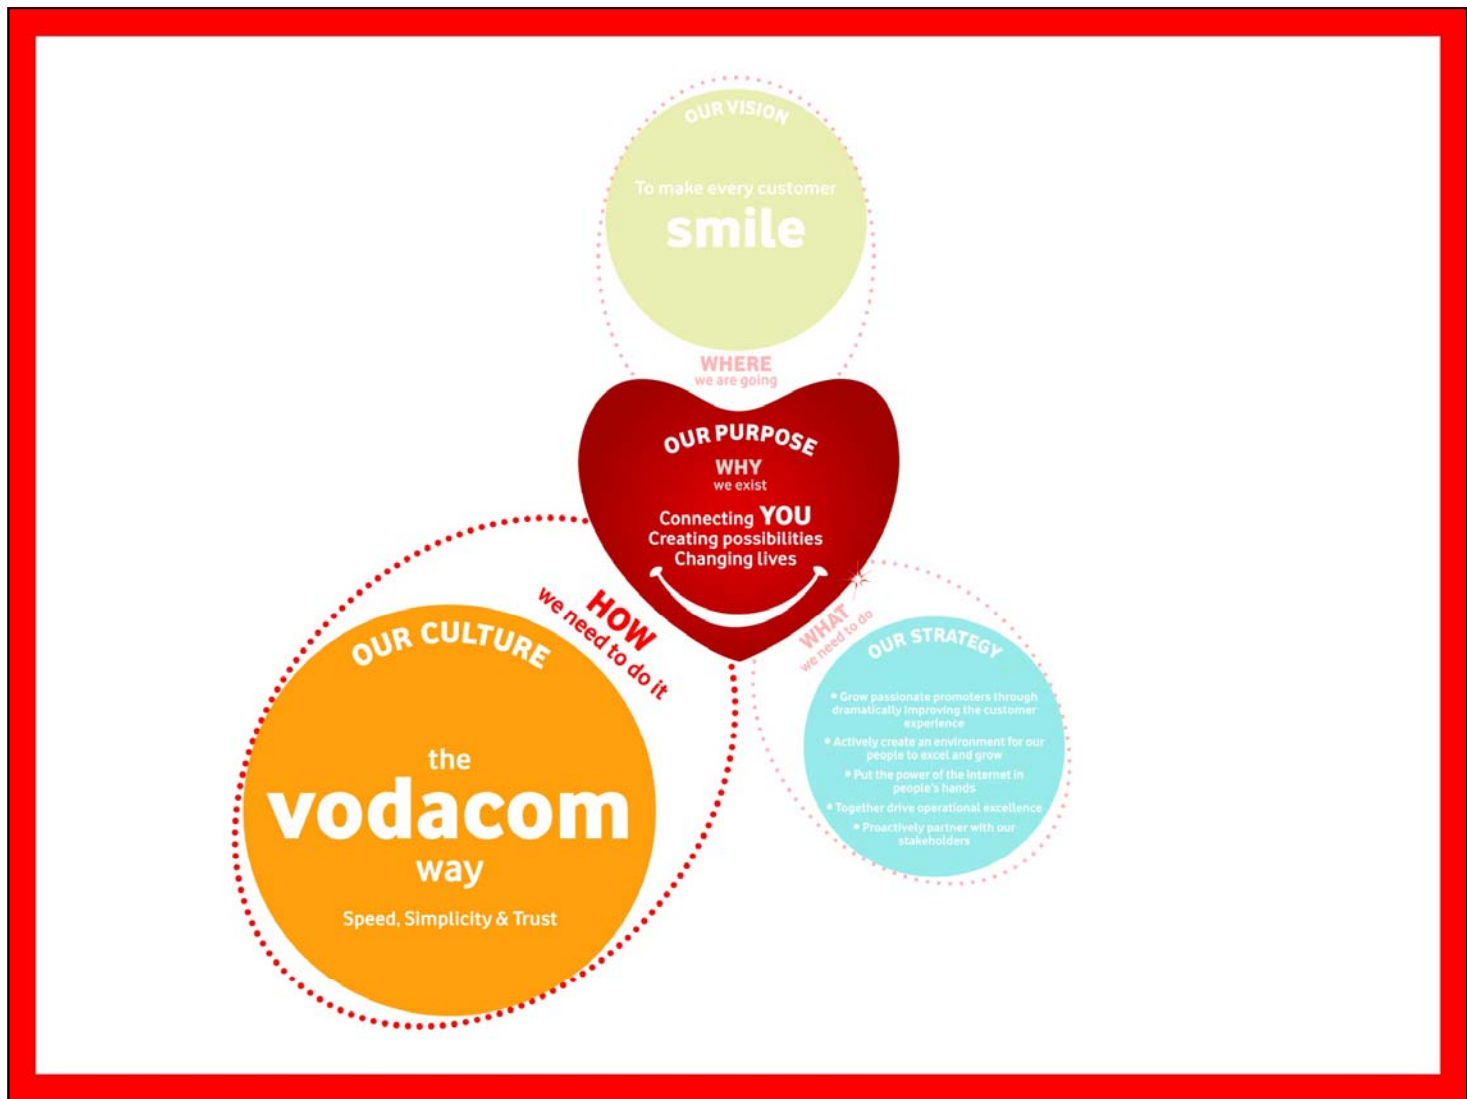 OUR VISION
To make every customer
smile
WHERE
we are going
OUR PURPOSE
WHY
we exist
Connecting YOU
Creating possibilities
Changing lives
HOW
we need to do it
OUR CULTURE
the
vodacom
way
Speed, Simplicity & Trust
WHAT
we need to do
OUR STRATEGY
• Grow passionate promoters through
dramatically improving the customer
experience
• Actively create an environment for our
people to excel and grow
• Put the power of the internet in
people's hands
• Together drive operational excellence
• Proactively partner with our
stakeholders